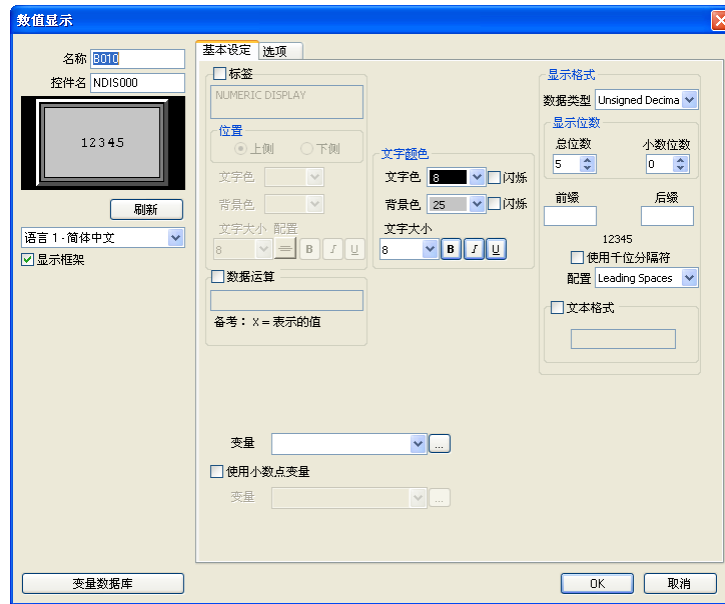 数值显示
名称 B010
控件名 NDIS000
12345
刷新
语言 1 - 简体中文
显示框架
变量数据库
基本设定 选项
标签
NUMERIC DISPLAY
位置
上侧 下侧
文字色
背景色
文字大小 配置
8 B I U
数据运算
备考： X = 表示的值
文字颜色
文字色 8 闪烁
背景色 25 闪烁
文字大小
8 B I U
显示格式
数据类型 Unsigned Decima
显示位数
总位数 小数位数
5 0
前缀 后缀
12345
使用千位分隔符
配置 Leading Spaces
文本格式
变量 ...
使用小数点变量
变量 ...
OK 取消